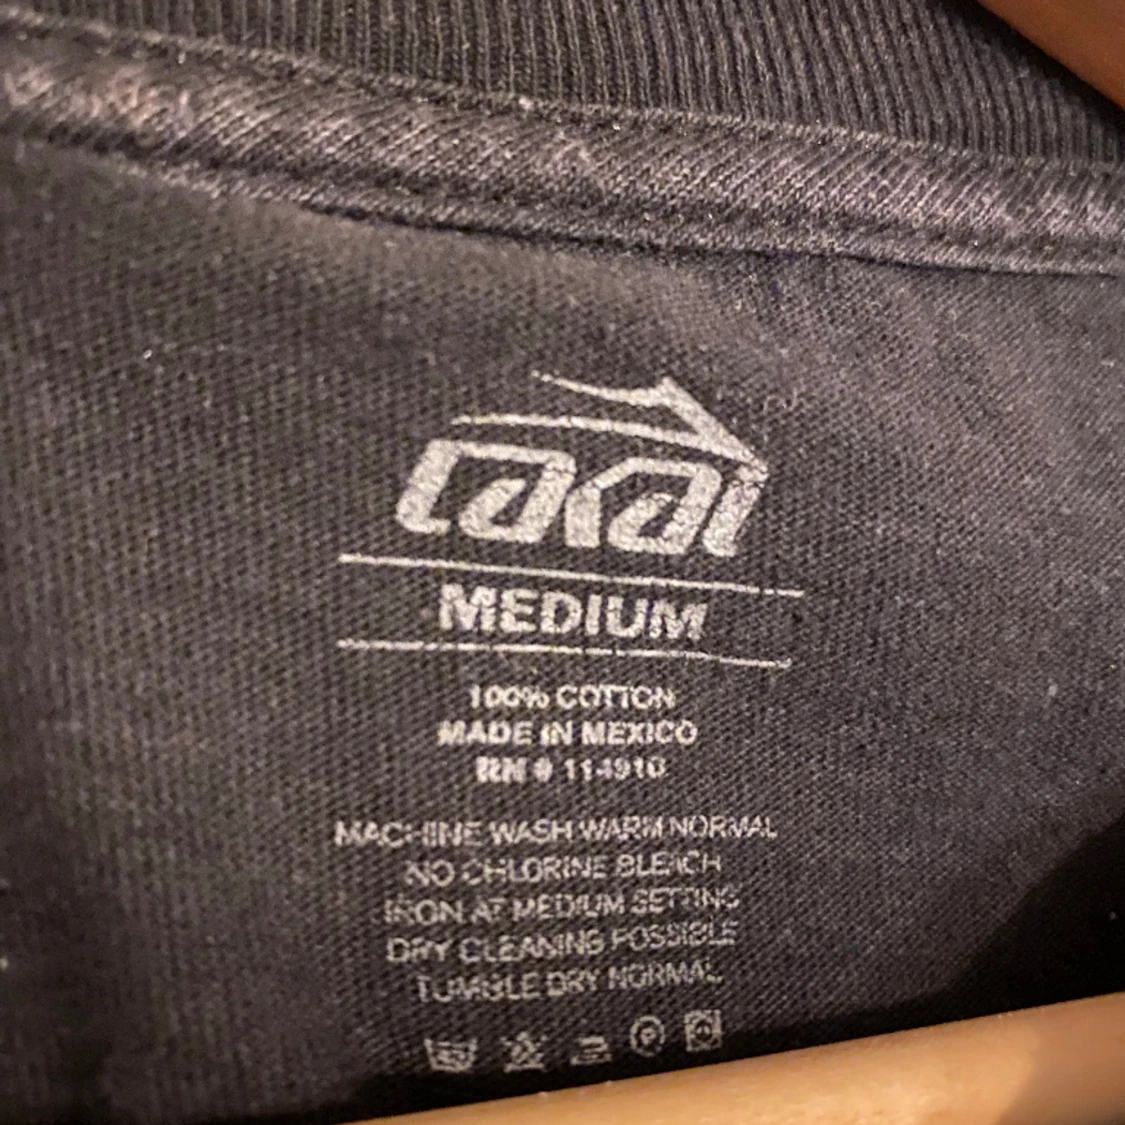 Lakai
MEDIUM
100% COTTON
MADE IN MEXICO
RN # 114910
MACHINE WASH WARM NORMAL
NO CHLORINE BLEACH
IRON AT MEDIUM SETTING
DRY CLEANING POSSIBLE
TUMBLE DRY NORMAL